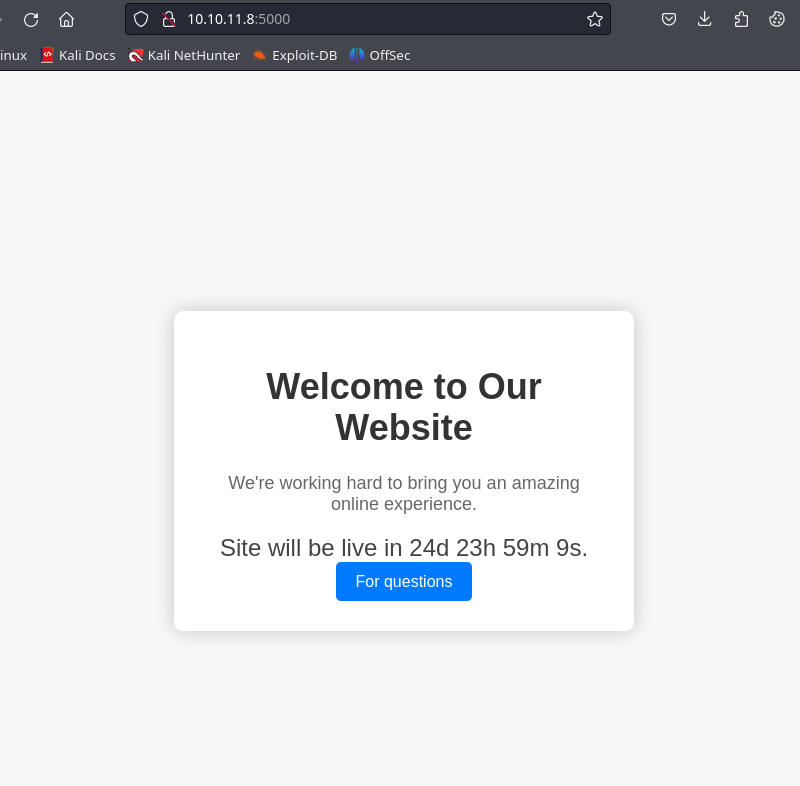 10.10.11.8:5000
inux Kali Docs Kali NetHunter Exploit-DB OffSec
Welcome to Our
Website
We're working hard to bring you an amazing
online experience.
Site will be live in 24d 23h 59m 9s.
For questions